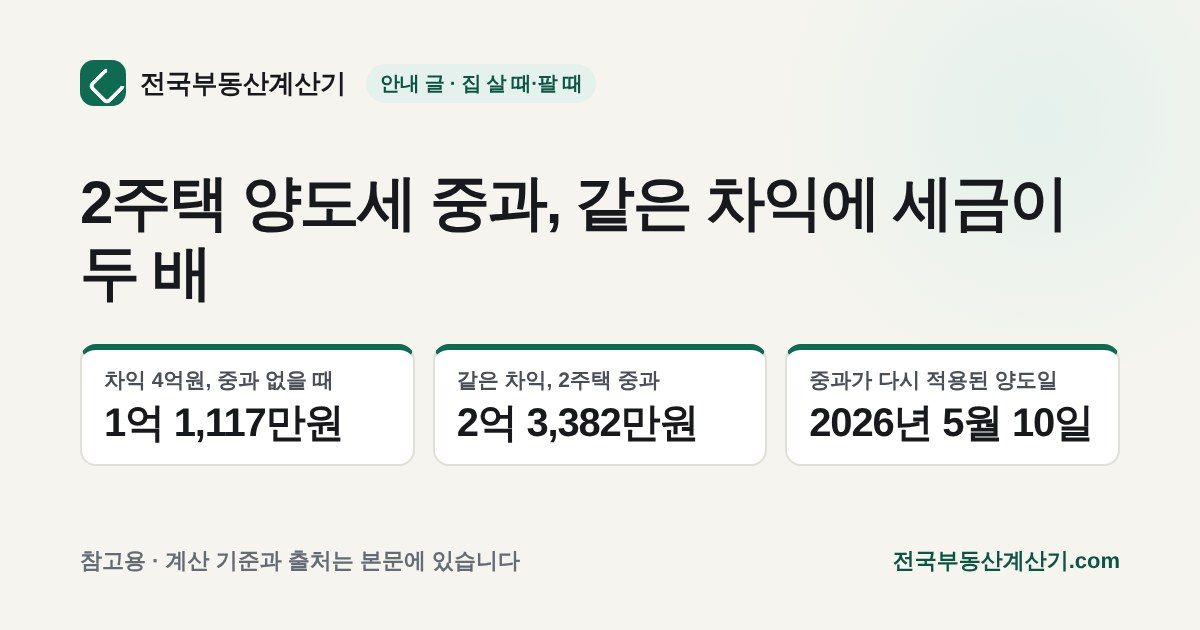 전국부동산계산기
안내 글 · 집 살 때·팔 때
2주택 양도세 중과, 같은 차익에 세금이
두 배
차익 4억원, 중과 없을 때
1억 1,117만원
같은 차익, 2주택 중과
2억 3,382만원
중과가 다시 적용된 양도일
2026년 5월 10일
참고용 · 계산 기준과 출처는 본문에 있습니다
전국부동산계산기.com